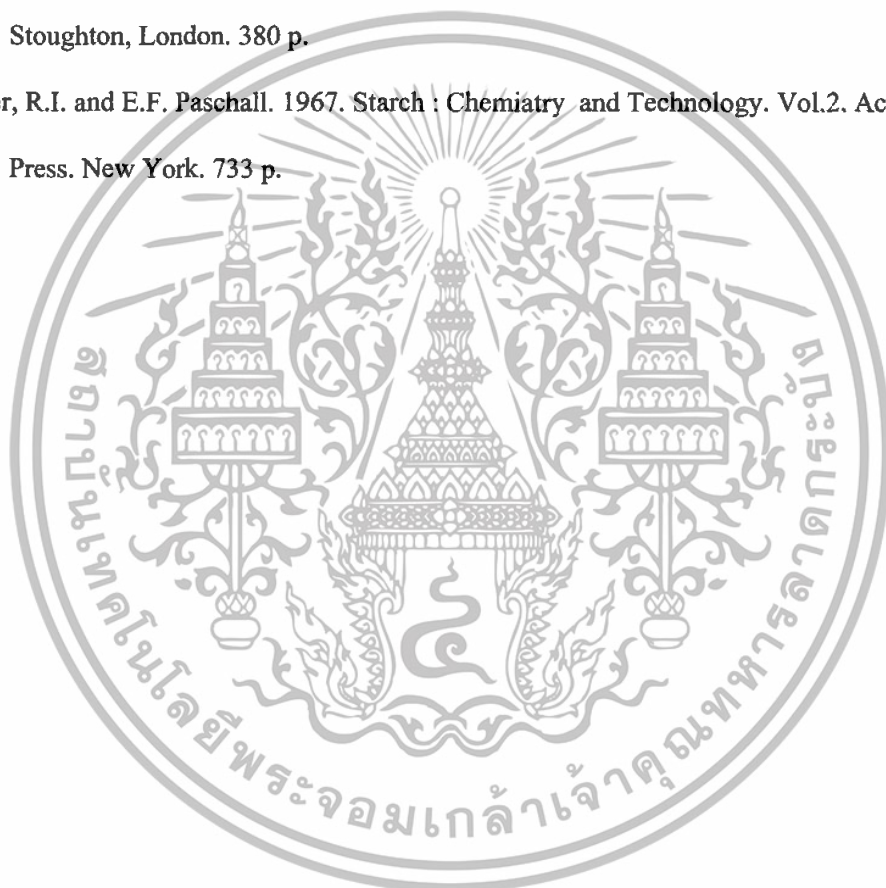 Stoughton, London. 380 p.
er, R.I. and E.F. Paschall. 1967. Starch : Chemiatry and Technology. Vol.2. Ac
Press. New York. 733 p.
สถาบันเทคโนโลยีพระจอมเกล้าเจ้าคุณทหารลาดกระบัง
๔